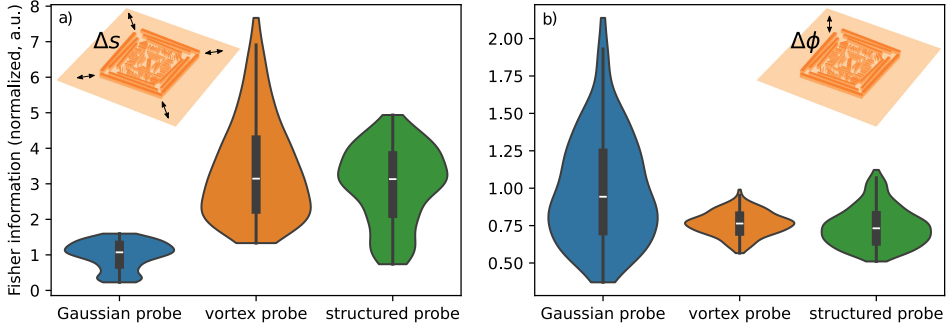 a)
Δs
Fisher information (normalized, a.u.)
8
7
6
5
4
3
2
1
0
Gaussian probe
vortex probe
structured probe
b)
Δϕ
2.00
1.75
1.50
1.25
1.00
0.75
0.50
Gaussian probe
vortex probe
structured probe